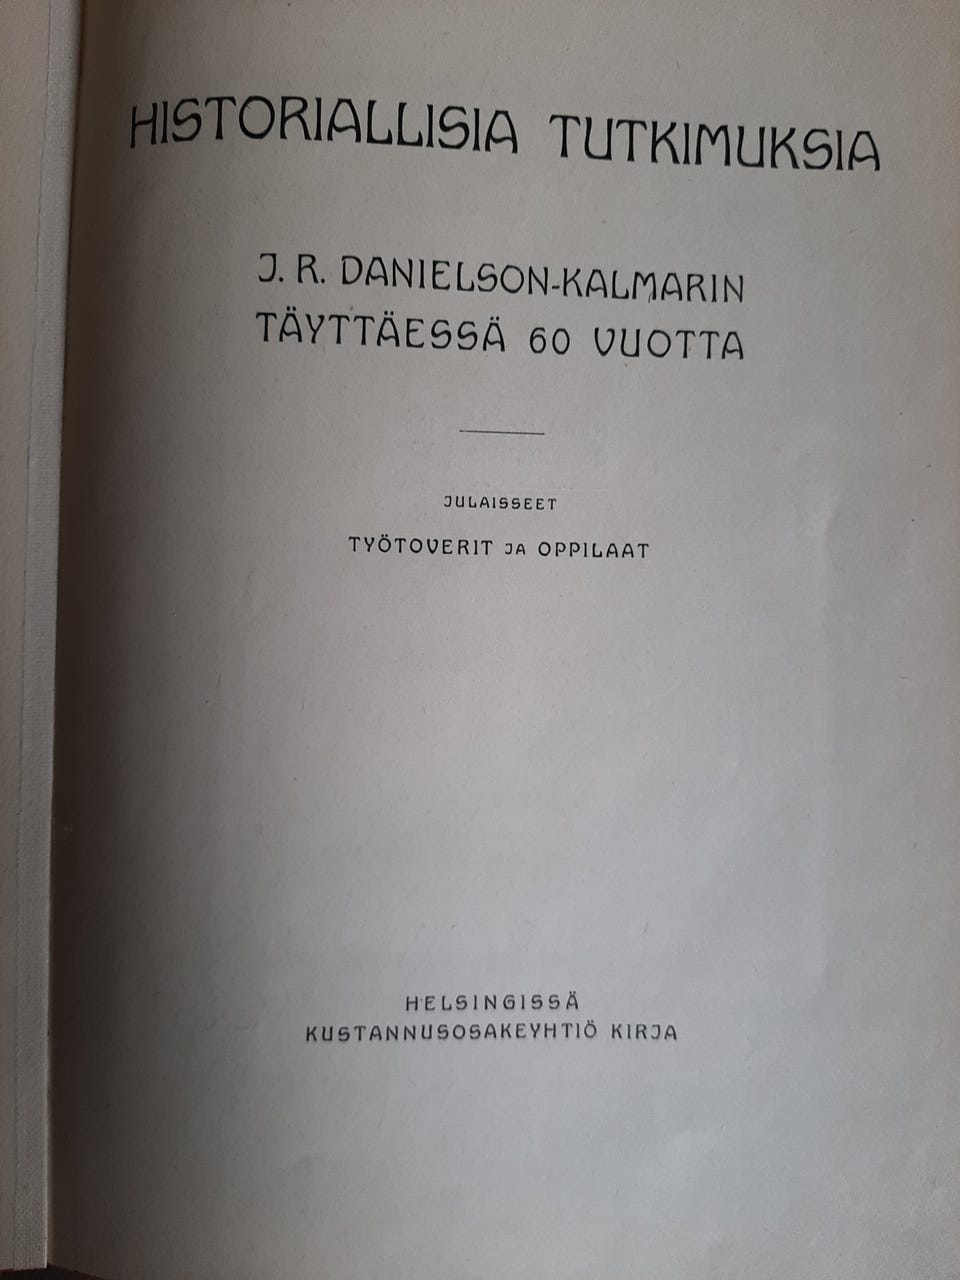 HISTORIALLISIA TUTKIMUKSIA
J. R. DANIELSON-KALMARIN
TÄYTTÄESSÄ 60 VUOTTA
JULAISSEET
TYÖTOVERIT JA OPPILAAT
HELSINGISSÄ
KUSTANNUSOSAKEYHTIÖ KIRJA